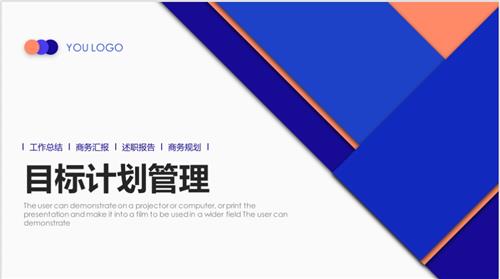 YOU LOGO
工作总结 商务汇报 述职报告 商务规划
目标计划管理
The user can demonstrate on a projector or computer, or print the
presentation and make it into a film to be used in a wider field The user can
demonstrate